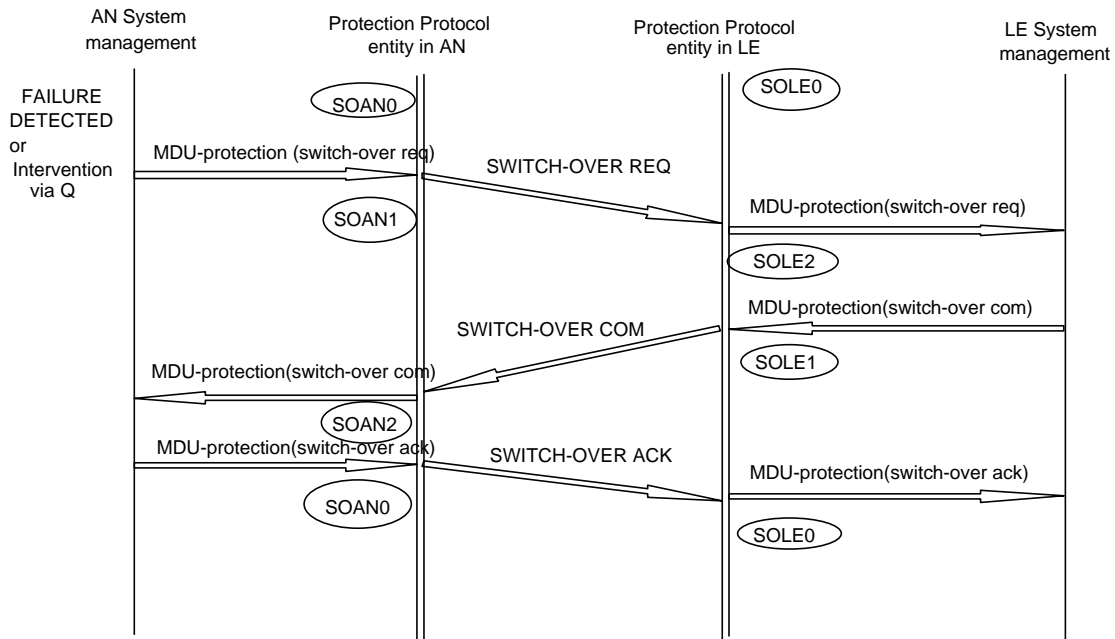 AN System
management
Protection Protocol
entity in AN
Protection Protocol
entity in LE
LE System
management
FAILURE
DETECTED
or
Intervention
via Q
SOAN0
SOLE0
MDU-protection (switch-over req)
SWITCH-OVER REQ
SOAN1
MDU-protection(switch-over req)
SOLE2
MDU-protection(switch-over com)
SWITCH-OVER COM
SOLE1
MDU-protection(switch-over com)
SOAN2
MDU-protection(switch-over ack)
SWITCH-OVER ACK
MDU-protection(switch-over ack)
SOAN0
SOLE0